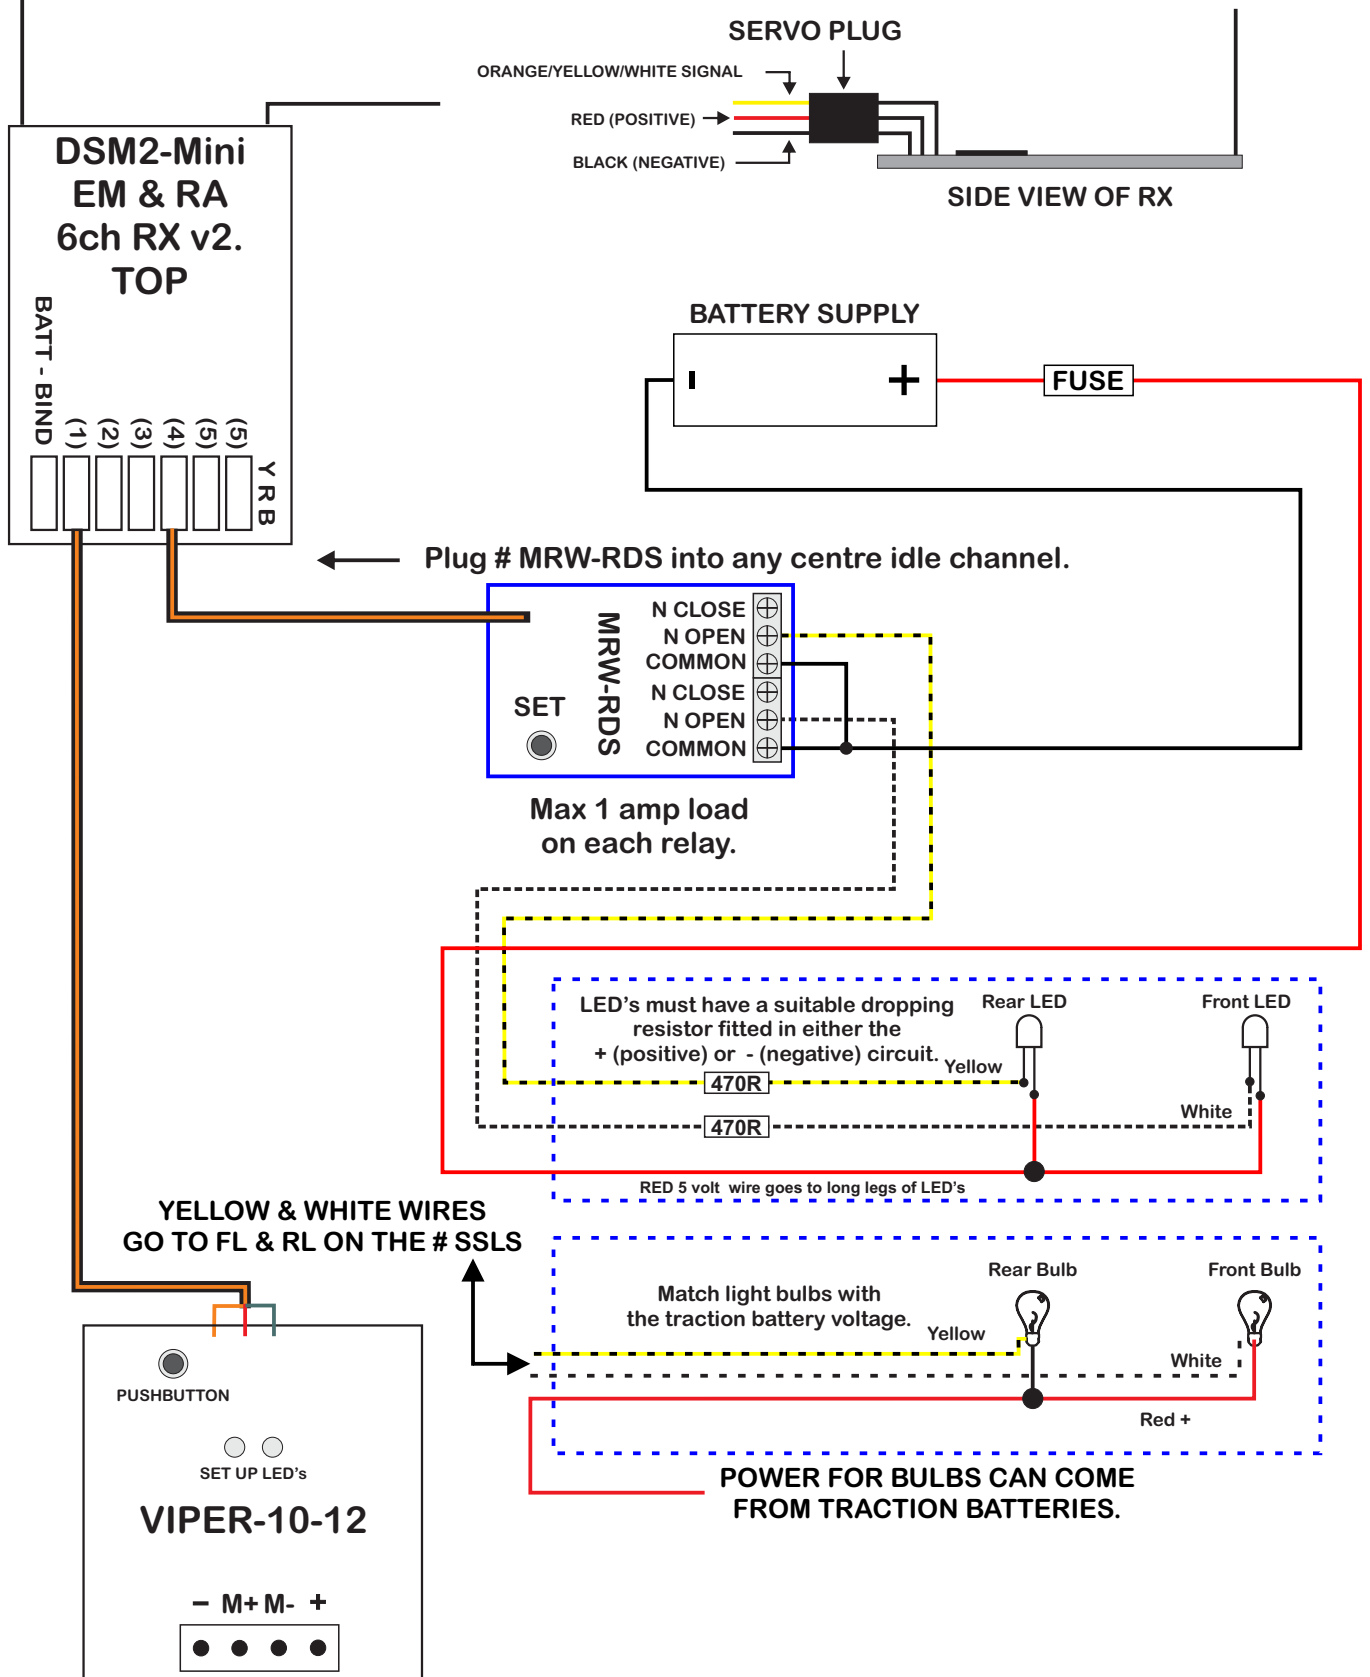 SERVO PLUG
ORANGE/YELLOW/WHITE SIGNAL
RED (POSITIVE)
BLACK (NEGATIVE)
SIDE VIEW OF RX
DSM2-Mini
EM & RA
6ch RX v2.
TOP
BATT - BIND
(1)
(2)
(3)
(4)
(5)
(5)
Y R B
BATTERY SUPPLY
- +
FUSE
Plug # MRW-RDS into any centre idle channel.
MRW-RDS
SET
N CLOSE
N OPEN
COMMON
N CLOSE
N OPEN
COMMON
Max 1 amp load
on each relay.
LED's must have a suitable dropping
resistor fitted in either the
+ (positive) or - (negative) circuit.
Rear LED
Front LED
Yellow
470R
White
470R
RED 5 volt wire goes to long legs of LED's
YELLOW & WHITE WIRES
GO TO FL & RL ON THE # SSLS
Match light bulbs with
the traction battery voltage.
Rear Bulb
Front Bulb
Yellow
White
Red +
POWER FOR BULBS CAN COME
FROM TRACTION BATTERIES.
PUSHBUTTON
SET UP LED's
VIPER-10-12
− M+ M- +